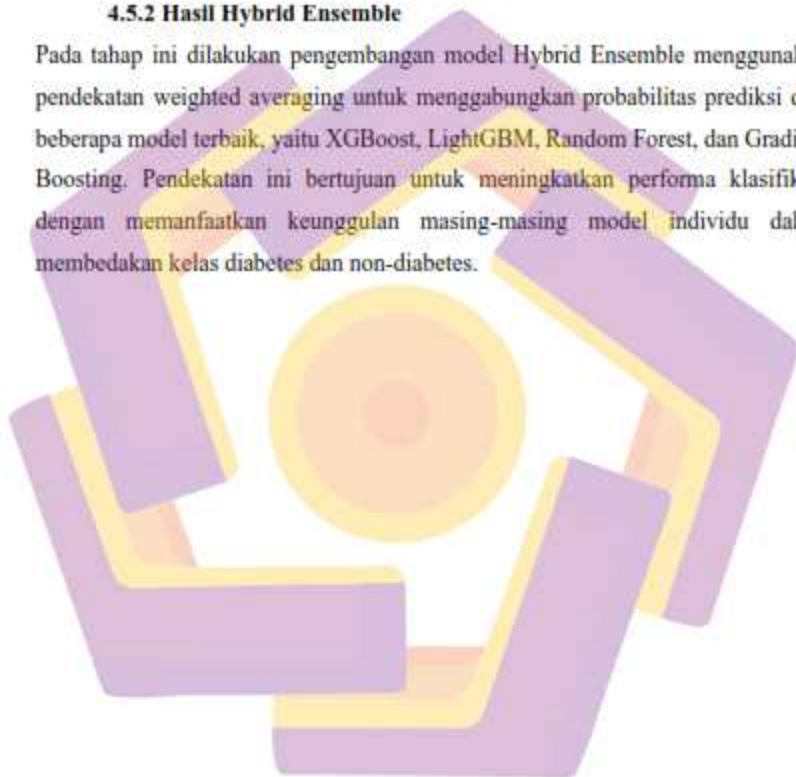 4.5.2 Hasil Hybrid Ensemble
Pada tahap ini dilakukan pengembangan model Hybrid Ensemble menggunal
pendekatan weighted averaging untuk menggabungkan probabilitas prediksi
beberapa model terbaik, yaitu XGBoost, LightGBM, Random Forest, dan Gradi
Boosting. Pendekatan ini bertujuan untuk meningkatkan performa klasifik
dengan memanfaatkan keunggulan masing-masing model individu dal
membedakan kelas diabetes dan non-diabetes.